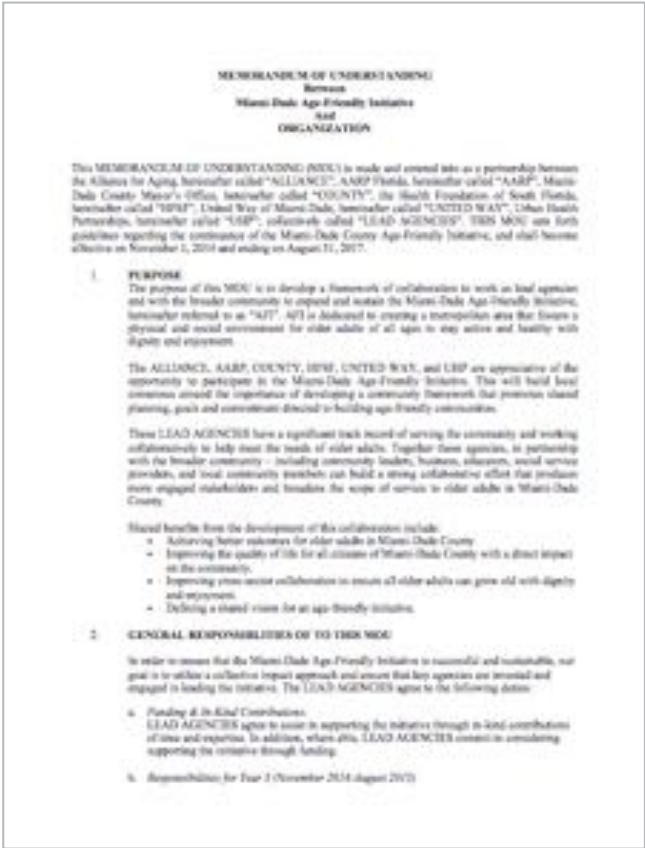 MEMORANDUM OF UNDERSTANDING
Between
Miami-Dade Age-Friendly Initiative
And
ORGANIZATION
This MEMORANDUM OF UNDERSTANDING (MOU) is made and entered into as a partnership between
the Alliance for Aging, hereinafter called "ALLIANCE", AARP Florida, hereinafter called "AARP", Miami-
Dade County Mayor's Office, hereinafter called "COUNTY", the Health Foundation of South Florida,
hereinafter called "HFSF", United Way of Miami-Dade, hereinafter called "UNITED WAY", Urban Health
Partnerships, hereinafter called "UHP", collectively called "LEAD AGENCIES". THIS MOU sets forth
guidelines regarding the continuance of the Miami-Dade County Age-Friendly Initiative, and shall become
effective on November 1, 2014 and ending on August 31, 2017.
1. PURPOSE
The purpose of this MOU is to develop a framework of collaboration to work as lead agencies
and with the broader community to expand and sustain the Miami-Dade Age-Friendly Initiative,
hereinafter referred to as "AFI". AFI is dedicated to creating a metropolitan area that fosters a
physical and social environment for older adults of all ages to stay active and healthy with
dignity and enjoyment.
The ALLIANCE, AARP, COUNTY, HFSF, UNITED WAY, and UHP are appreciative of the
opportunity to participate in the Miami-Dade Age-Friendly Initiative. This will build local
consensus around the importance of developing a community framework that promotes shared
planning, goals and commitment directed to building age-friendly communities.
These LEAD AGENCIES have a significant track record of serving the community and working
collaboratively to help meet the needs of older adults. Together these agencies, in partnership
with the broader community – including community leaders, business, educators, social service
providers, and local community members can build a strong collaborative effort that produces
more engaged stakeholders and broadens the scope of service to older adults in Miami-Dade
County.
Shared benefits from the development of this collaboration include:
• Achieving better outcomes for older adults in Miami-Dade County
• Improving the quality of life for all citizens of Miami-Dade County with a direct impact
on the community.
• Improving cross-sector collaboration to ensure all older adults can grow old with dignity
and enjoyment.
• Defining a shared vision for an age-friendly initiative.
2. GENERAL RESPONSIBILITIES OF TO THIS MOU
In order to ensure that the Miami-Dade Age-Friendly Initiative is successful and sustainable, our
goal is to utilize a collective impact approach and ensure that key agencies are invested and
engaged in leading the initiative. The LEAD AGENCIES agree to the following duties:
a. Funding & In-Kind Contributions
LEAD AGENCIES agree to assist in supporting the initiative through in-kind contributions
of time and expertise. In addition, where able, LEAD AGENCIES commit to considering
supporting the initiative through funding.
b. Responsibilities for Year 1 (November 2014-August 2015)